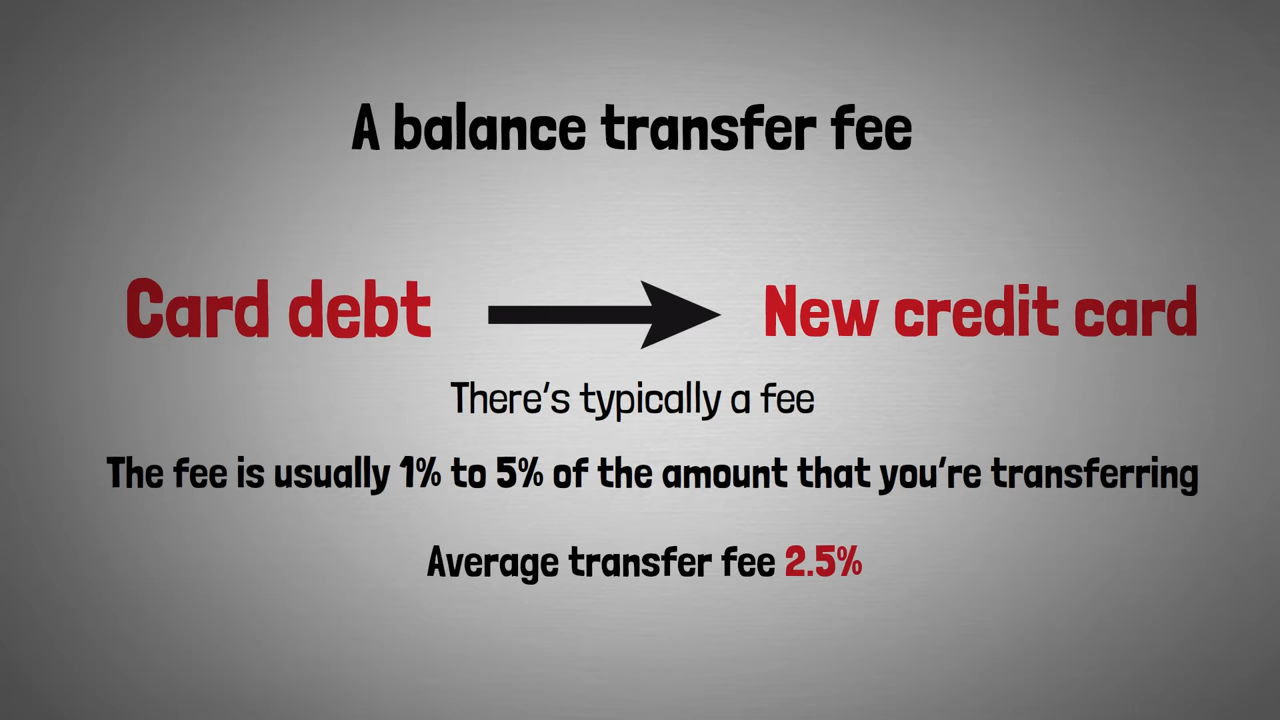 A balance transfer fee
Card debt
New credit card
There's typically a fee
The fee is usually 1% to 5% of the amount that you're transferring
Average transfer fee 2.5%